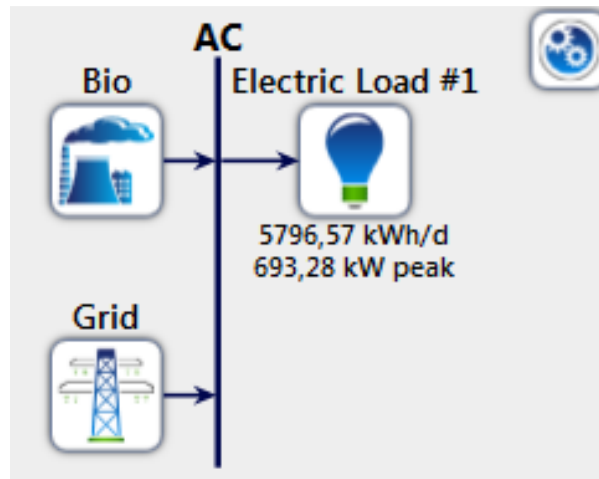 AC
Bio
Electric Load #1
5796,57 kWh/d
693,28 kW peak
Grid